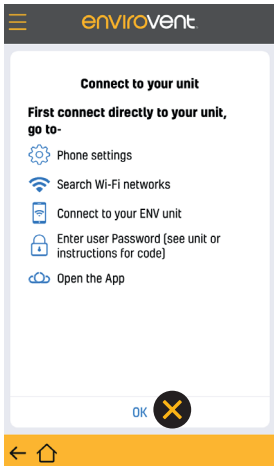 envirovent
Connect to your unit
First connect directly to your unit,
go to-
Phone settings
Search Wi-Fi networks
Connect to your ENV unit
Enter user Password (see unit or
instructions for code)
Open the App
OK